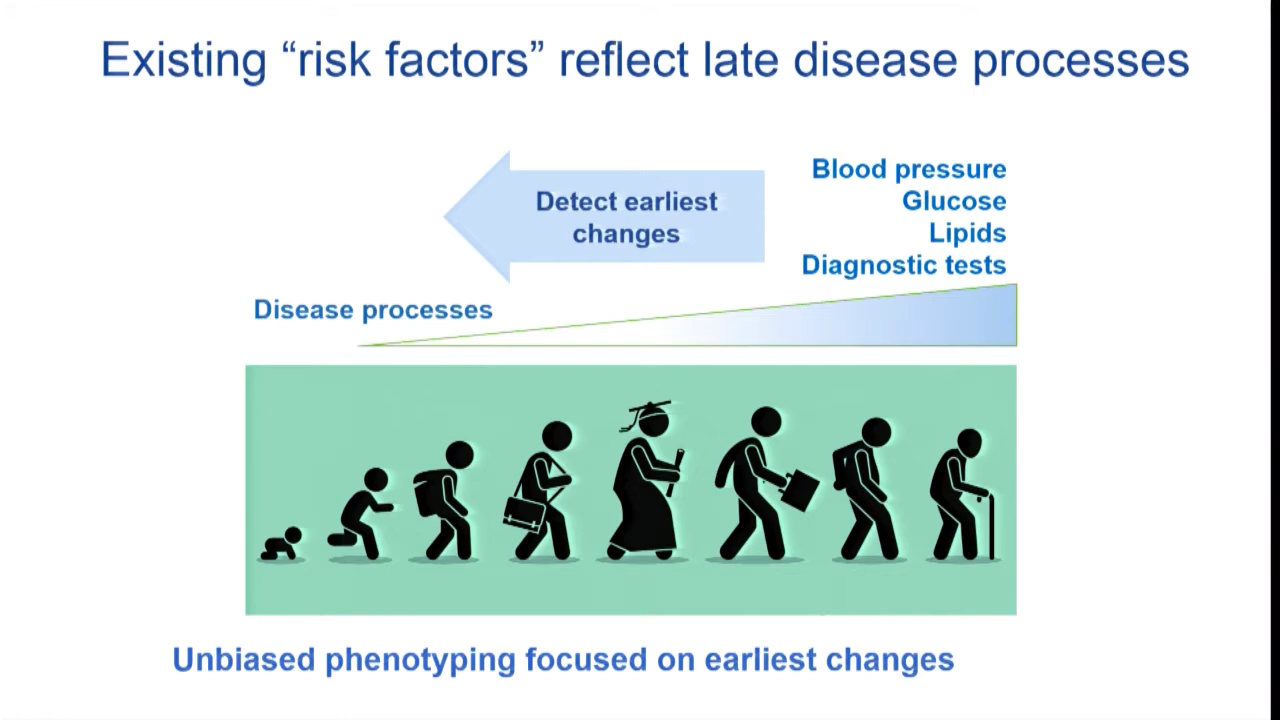 Existing “risk factors” reflect late disease processes
Detect earliest
changes
Blood pressure
Glucose
Lipids
Diagnostic tests
Disease processes
Unbiased phenotyping focused on earliest changes